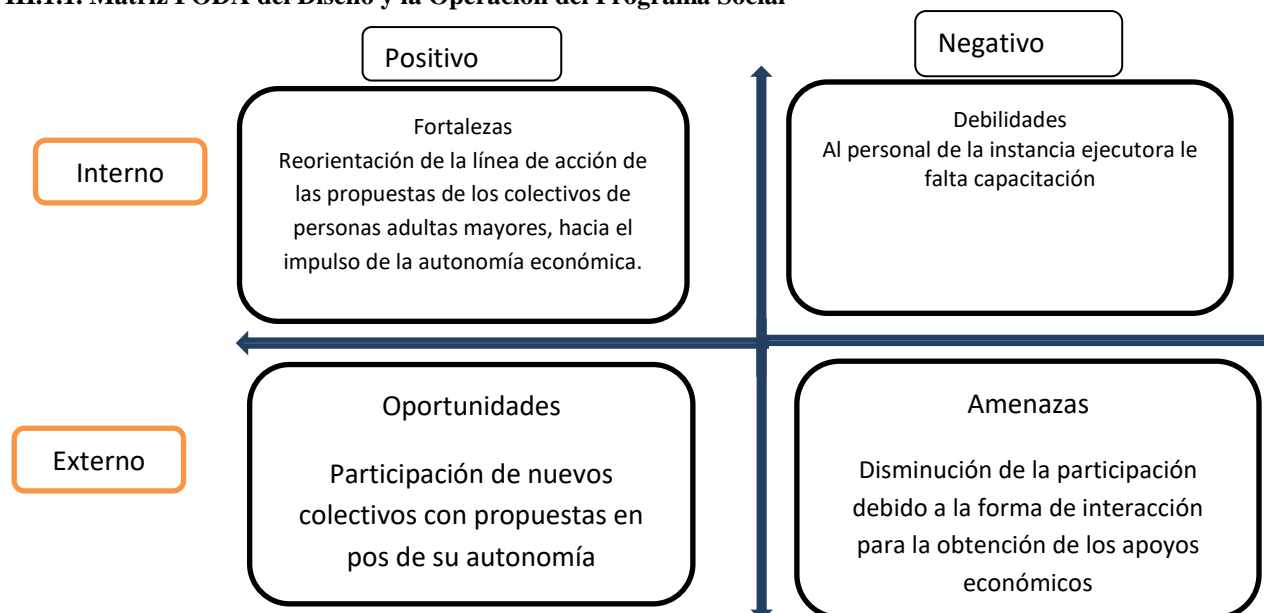 III.1.1. Matriz FODA del Diseño y la Operación del Programa Social
Positivo
Negativo
Interno
Fortalezas
Reorientación de la línea de acción de
las propuestas de los colectivos de
personas adultas mayores, hacia el
impulso de la autonomía económica.
Debilidades
Al personal de la instancia ejecutora le
falta capacitación
Externo
Oportunidades
Participación de nuevos
colectivos con propuestas en
pos de su autonomía
Amenazas
Disminución de la participación
debido a la forma de interacción
para la obtención de los apoyos
económicos